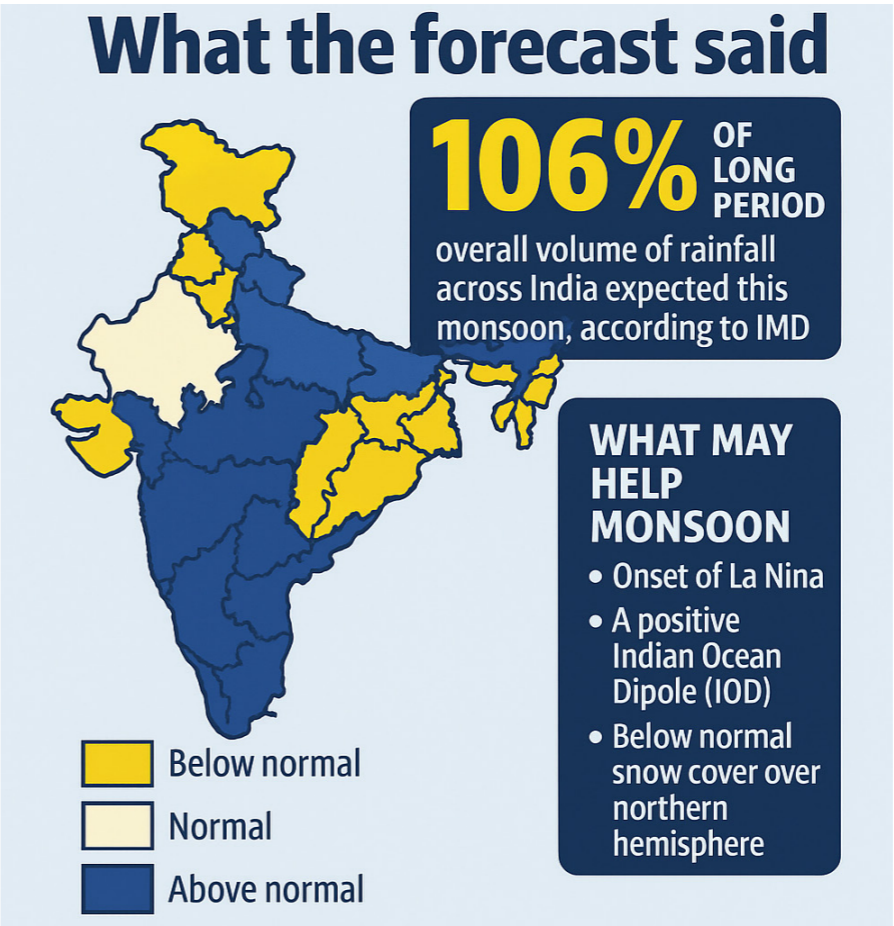 What the forecast said
106% OF
LONG
PERIOD
overall volume of rainfall
across India expected this
monsoon, according to IMD
WHAT MAY
HELP
MONSOON
• Onset of La Nina
• A positive
Indian Ocean
Dipole (IOD)
• Below normal
snow cover over
northern
hemisphere
Below normal
Normal
Above normal